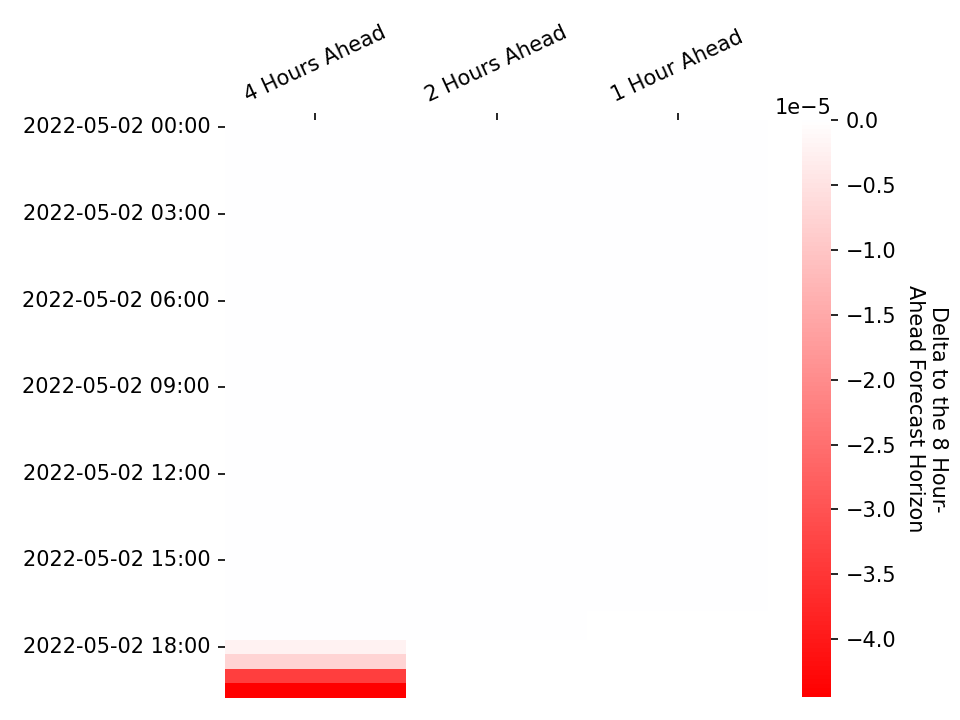 4 Hours Ahead
2 Hours Ahead
1 Hour Ahead
2022-05-02 00:00
2022-05-02 03:00
2022-05-02 06:00
2022-05-02 09:00
2022-05-02 12:00
2022-05-02 15:00
2022-05-02 18:00
1e−5
0.0
−0.5
−1.0
−1.5
−2.0
−2.5
−3.0
−3.5
−4.0
Delta to the 8 Hour-
Ahead Forecast Horizon